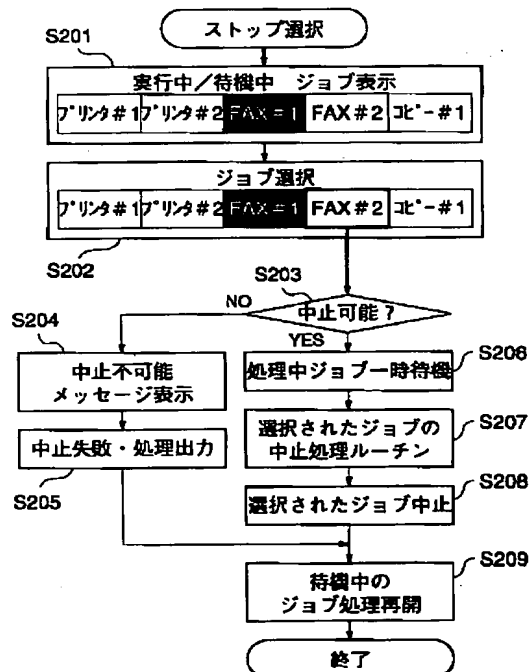 ストップ選択
S201
実行中／待機中 ジョブ表示
プリンタ#1 プリンタ#2 FAX#1 FAX#2 コピー#1
ジョブ選択
プリンタ#1 プリンタ#2 FAX#1 FAX#2 コピー#1
S202
S203
中止可能？
NO
YES
S204
中止不可能
メッセージ表示
中止失敗・処理出力
S205
S206
処理中ジョブ一時待機
S207
選択されたジョブの
中止処理ルーチン
S208
選択されたジョブ中止
S209
待機中の
ジョブ処理再開
終了